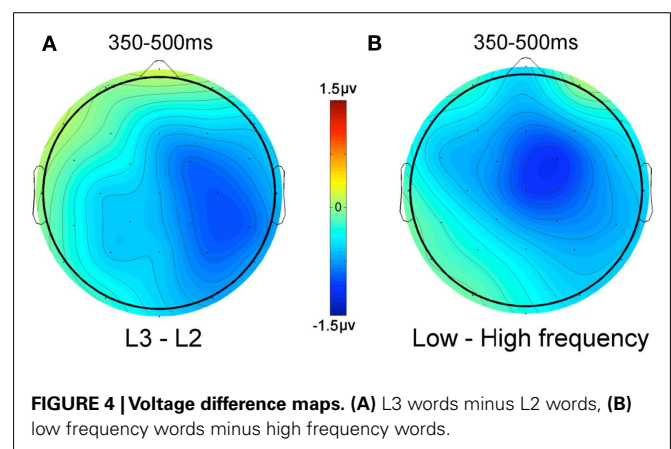 A
350-500ms
B
350-500ms
1.5µv
0
-1.5µv
L3 - L2
Low - High frequency
FIGURE 4 | Voltage difference maps. (A) L3 words minus L2 words, (B)
low frequency words minus high frequency words.